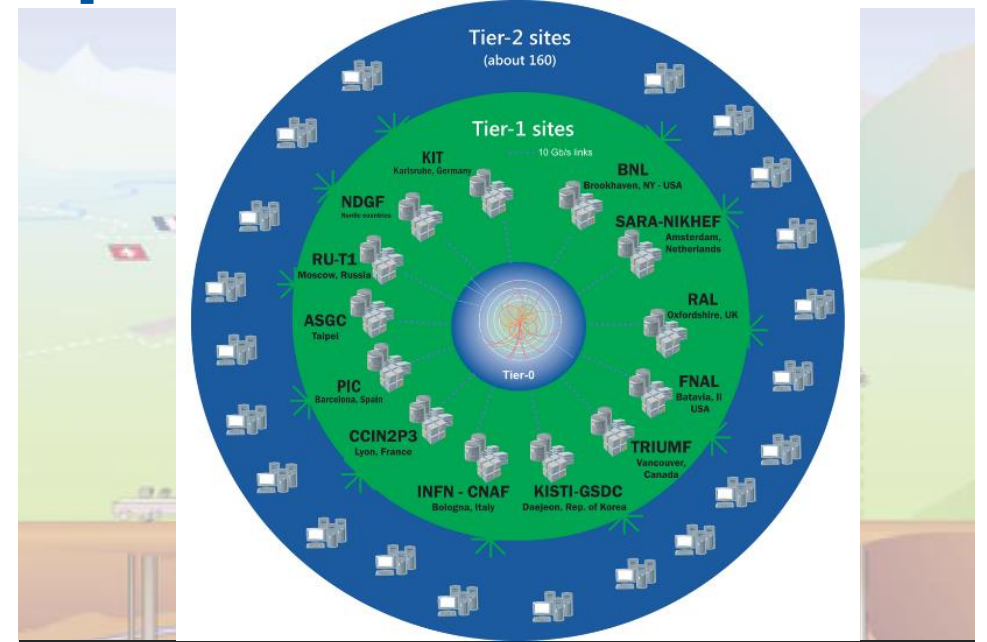 Tier-2 sites
(about 160)
Tier-1 sites
10 Gb/s links
KIT
Karlsruhe, Germany
BNL
Brookhaven, NY - USA
NDGF
Nordic countries
SARA-NIKHEF
Amsterdam,
Netherlands
RU-T1
Moscow, Russia
RAL
Oxfordshire, UK
ASGC
Taipei
PIC
Barcelona, Spain
FNAL
Batavia, Il
USA
CCIN2P3
Lyon, France
TRIUMF
Vancouver,
Canada
INFN - CNAF
Bologna, Italy
KISTI-GSDC
Daejeon, Rep. of Korea
Tier-0